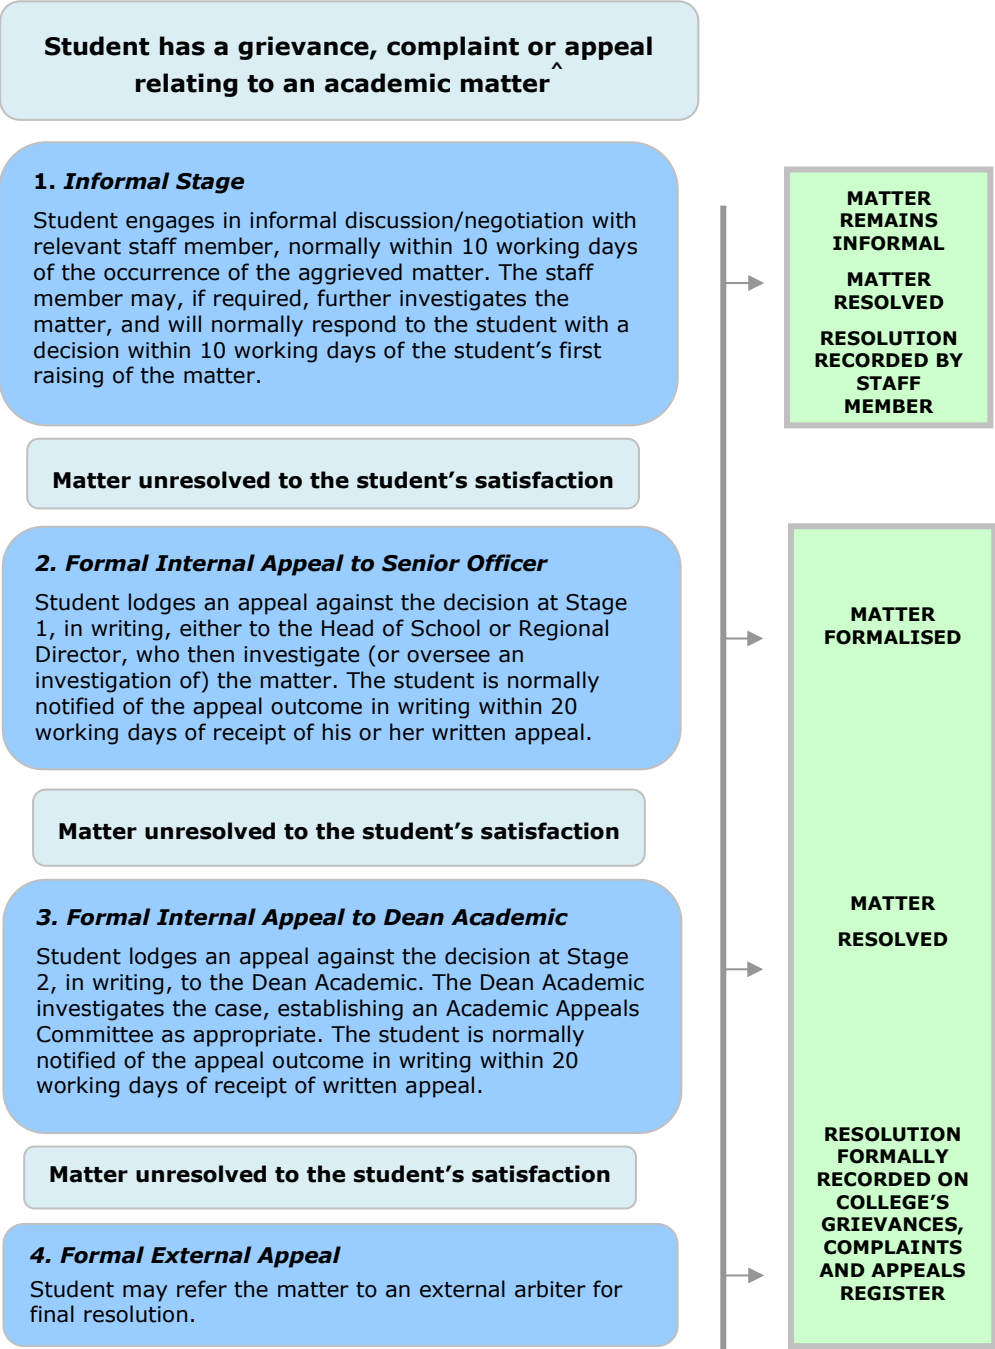 Student has a grievance, complaint or appeal
relating to an academic matter^
1. Informal Stage
Student engages in informal discussion/negotiation with
relevant staff member, normally within 10 working days
of the occurrence of the aggrieved matter. The staff
member may, if required, further investigates the
matter, and will normally respond to the student with a
decision within 10 working days of the student's first
raising of the matter.
MATTER
REMAINS
INFORMAL
MATTER
RESOLVED
RESOLUTION
RECORDED BY
STAFF
MEMBER
Matter unresolved to the student's satisfaction
2. Formal Internal Appeal to Senior Officer
Student lodges an appeal against the decision at Stage
1, in writing, either to the Head of School or Regional
Director, who then investigate (or oversee an
investigation of) the matter. The student is normally
notified of the appeal outcome in writing within 20
working days of receipt of his or her written appeal.
MATTER
FORMALISED
Matter unresolved to the student's satisfaction
3. Formal Internal Appeal to Dean Academic
Student lodges an appeal against the decision at Stage
2, in writing, to the Dean Academic. The Dean Academic
investigates the case, establishing an Academic Appeals
Committee as appropriate. The student is normally
notified of the appeal outcome in writing within 20
working days of receipt of written appeal.
MATTER
RESOLVED
Matter unresolved to the student's satisfaction
4. Formal External Appeal
Student may refer the matter to an external arbiter for
final resolution.
RESOLUTION
FORMALLY
RECORDED ON
COLLEGE'S
GRIEVANCES,
COMPLAINTS
AND APPEALS
REGISTER